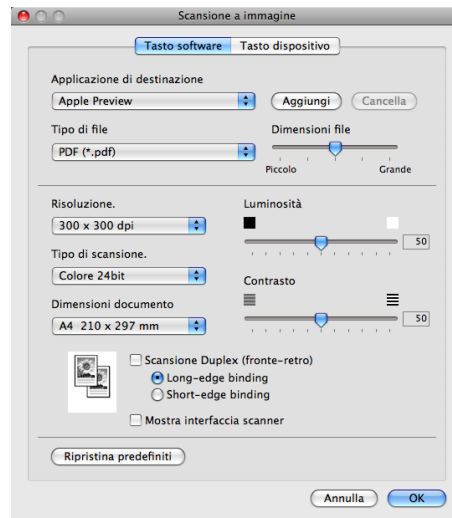 Scansione a immagine
Tasto software Tasto dispositivo
Applicazione di destinazione
Apple Preview Aggiungi Cancella
Tipo di file Dimensioni file
PDF (*.pdf)
Piccolo Grande
Risoluzione. Luminosità
300 x 300 dpi
50
Tipo di scansione.
Colore 24bit
Contrasto
Dimensioni documento
A4 210 x 297 mm 50
Scansione Duplex (fronte-retro)
Long-edge binding
Short-edge binding
Mostra interfaccia scanner
Ripristina predefiniti
Annulla OK